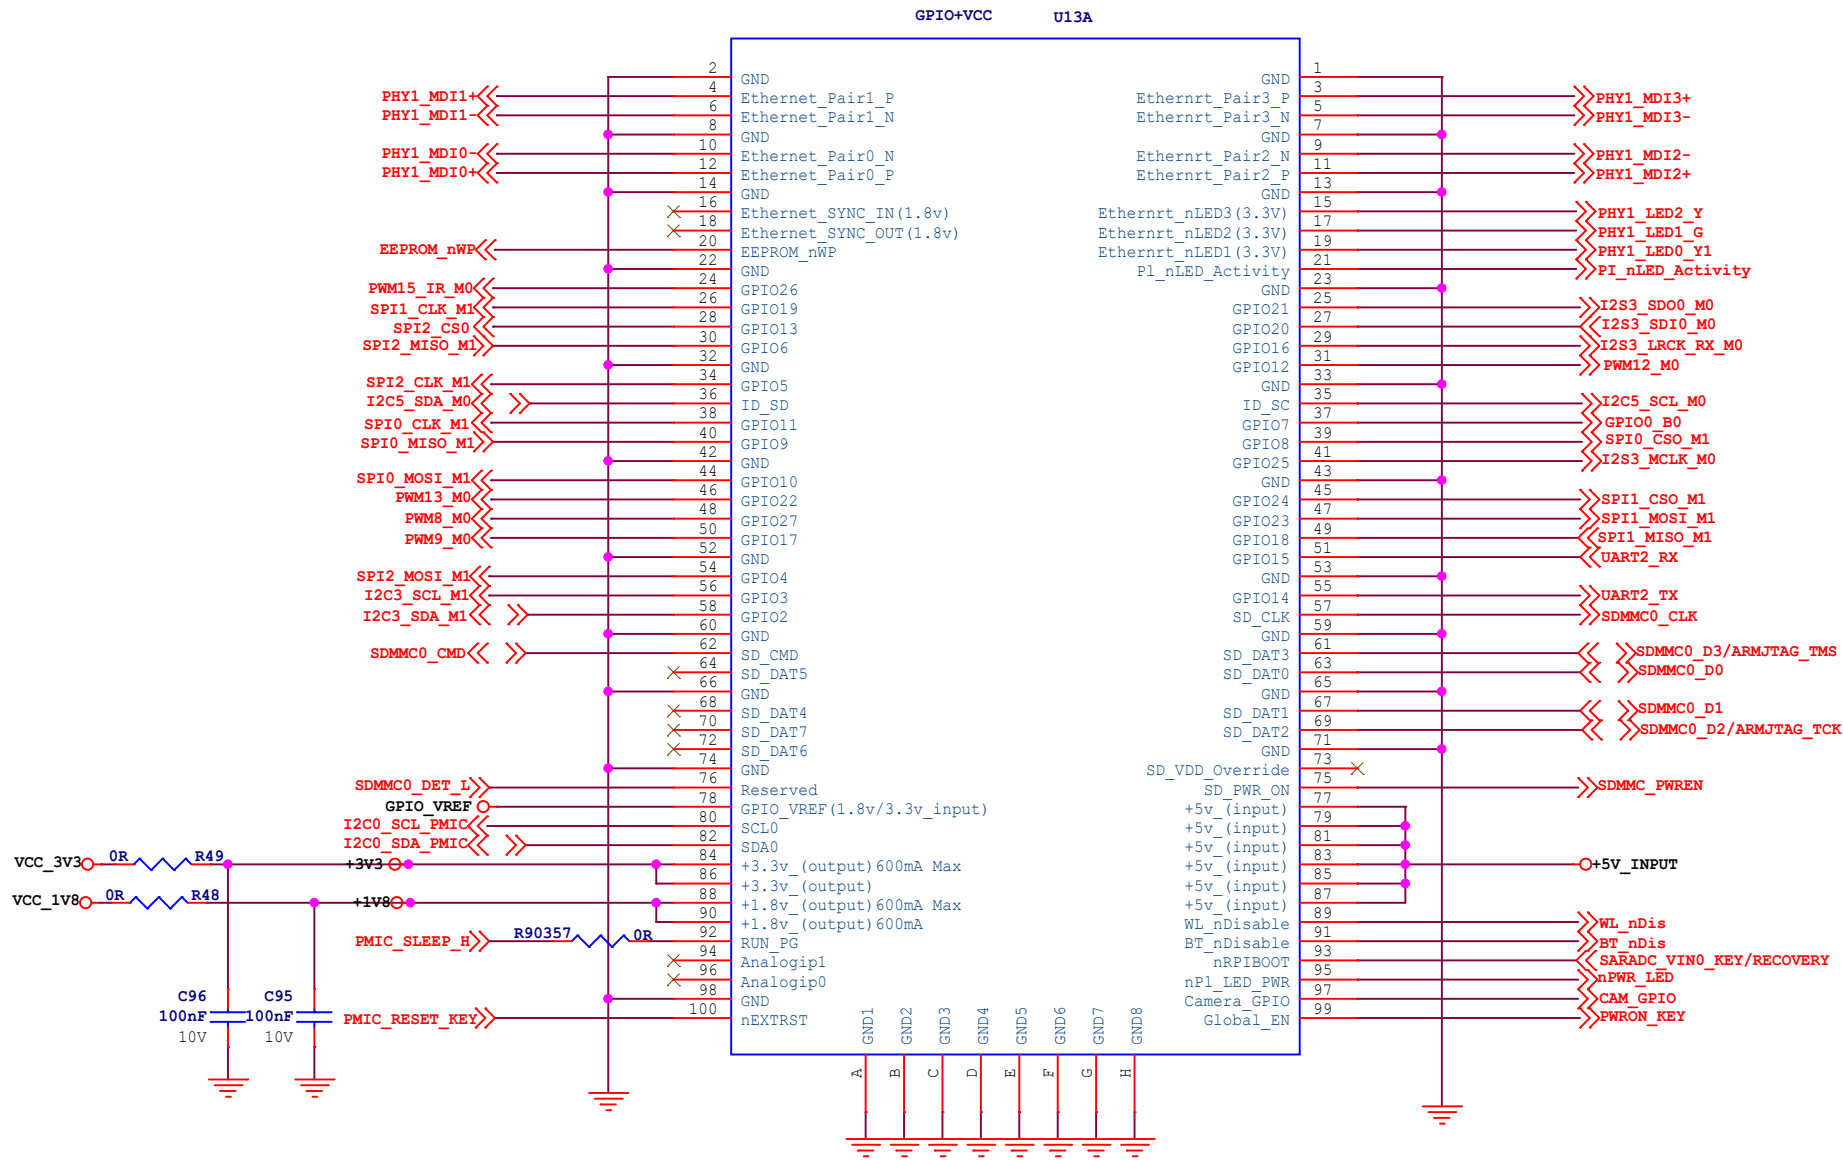 GPIO+VCC U13A
2 GND GND 1
PHY1_MDI1+ 4 Ethernet_Pair1_P Ethernrt_Pair3_P 3 PHY1_MDI3+
PHY1_MDI1- 6 Ethernet_Pair1_N Ethernrt_Pair3_N 5 PHY1_MDI3-
8 GND GND 7
PHY1_MDI0- 10 Ethernet_Pair0_N Ethernrt_Pair2_N 9 PHY1_MDI2-
PHY1_MDI0+ 12 Ethernet_Pair0_P Ethernrt_Pair2_P 11 PHY1_MDI2+
14 GND GND 13
16 Ethernet_SYNC_IN(1.8v) Ethernrt_nLED3(3.3V) 15 PHY1_LED2_Y
18 Ethernet_SYNC_OUT(1.8v) Ethernrt_nLED2(3.3V) 17 PHY1_LED1_G
EEPROM_nWP 20 EEPROM_nWP Ethernrt_nLED1(3.3V) 19 PHY1_LED0_Y1
22 GND Pl_nLED_Activity 21 PI_nLED_Activity
PWM15_IR_M0 24 GPIO26 GND 23
SPI1_CLK_M1 26 GPIO19 GPIO21 25 I2S3_SDO0_M0
SPI2_CS0 28 GPIO13 GPIO20 27 I2S3_SDI0_M0
SPI2_MISO_M1 30 GPIO6 GPIO16 29 I2S3_LRCK_RX_M0
32 GND GPIO12 31 PWM12_M0
SPI2_CLK_M1 34 GPIO5 GND 33
I2C5_SDA_M0 36 ID_SD ID_SC 35 I2C5_SCL_M0
SPI0_CLK_M1 38 GPIO11 GPIO7 37 GPIO0_B0
SPI0_MISO_M1 40 GPIO9 GPIO8 39 SPI0_CSO_M1
42 GND GPIO25 41 I2S3_MCLK_M0
SPI0_MOSI_M1 44 GPIO10 GND 43
PWM13_M0 46 GPIO22 GPIO24 45 SPI1_CSO_M1
PWM8_M0 48 GPIO27 GPIO23 47 SPI1_MOSI_M1
PWM9_M0 50 GPIO17 GPIO18 49 SPI1_MISO_M1
52 GND GPIO15 51 UART2_RX
SPI2_MOSI_M1 54 GPIO4 GND 53
I2C3_SCL_M1 56 GPIO3 GPIO14 55 UART2_TX
I2C3_SDA_M1 58 GPIO2 SD_CLK 57 SDMMC0_CLK
60 GND GND 59
SDMMC0_CMD 62 SD_CMD SD_DAT3 61 SDMMC0_D3/ARMJTAG_TMS
64 SD_DAT5 SD_DAT0 63 SDMMC0_D0
66 GND GND 65
68 SD_DAT4 SD_DAT1 67 SDMMC0_D1
70 SD_DAT7 SD_DAT2 69 SDMMC0_D2/ARMJTAG_TCK
72 SD_DAT6 GND 71
74 GND SD_VDD_Override 73
SDMMC0_DET_L 76 Reserved SD_PWR_ON 75 SDMMC_PWREN
GPIO_VREF 78 GPIO_VREF(1.8v/3.3v_input) +5v_(input) 77
I2C0_SCL_PMIC 80 SCL0 +5v_(input) 79
I2C0_SDA_PMIC 82 SDA0 +5v_(input) 81
VCC_3V3 0R R49 +3V3 84 +3.3v_(output)600mA Max +5v_(input) 83 +5V_INPUT
86 +3.3v_(output) +5v_(input) 85
VCC_1V8 0R R48 +1V8 88 +1.8v_(output)600mA Max +5v_(input) 87
90 +1.8v_(output)600mA WL_nDisable 89 WL_nDis
PMIC_SLEEP_H R90357 0R 92 RUN_PG BT_nDisable 91 BT_nDis
94 Analogip1 nRPIBOOT 93 SARADC_VIN0_KEY/RECOVERY
96 Analogip0 nPl_LED_PWR 95 nPWR_LED
C96 C95 98 GND Camera_GPIO 97 CAM_GPIO
100nF 100nF PMIC_RESET_KEY 100 nEXTRST Global_EN 99 PWRON_KEY
10V 10V
GND1 GND2 GND3 GND4 GND5 GND6 GND7 GND8
A B C D E F G H